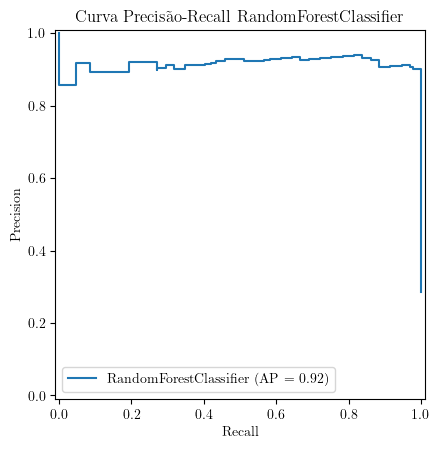 Curva Precisão-Recall RandomForestClassifier
1.0
0.8
0.6
0.4
0.2
0.0
Precision
RandomForestClassifier (AP = 0.92)
0.0 0.2 0.4 0.6 0.8 1.0
Recall